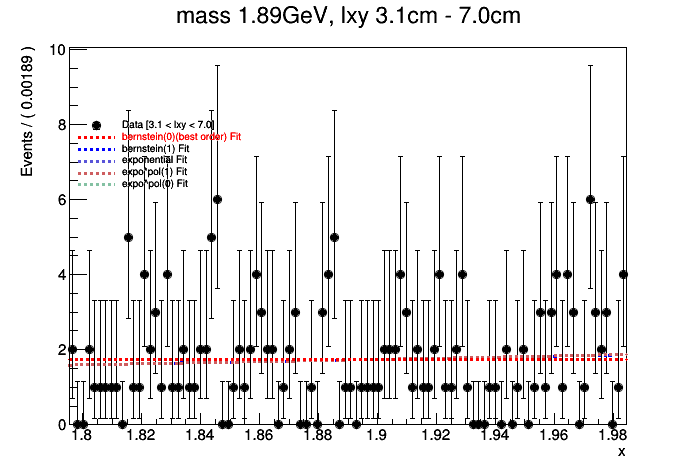 mass 1.89GeV, lxy 3.1cm - 7.0cm
Events / ( 0.00189 )
10
8
6
4
2
0
Data [3.1 < lxy < 7.0]
bernstein(0)(best order) Fit
bernstein(1) Fit
exponential Fit
expo*pol(1) Fit
expo*pol(0) Fit
1.8 1.82 1.84 1.86 1.88 1.9 1.92 1.94 1.96 1.98
x